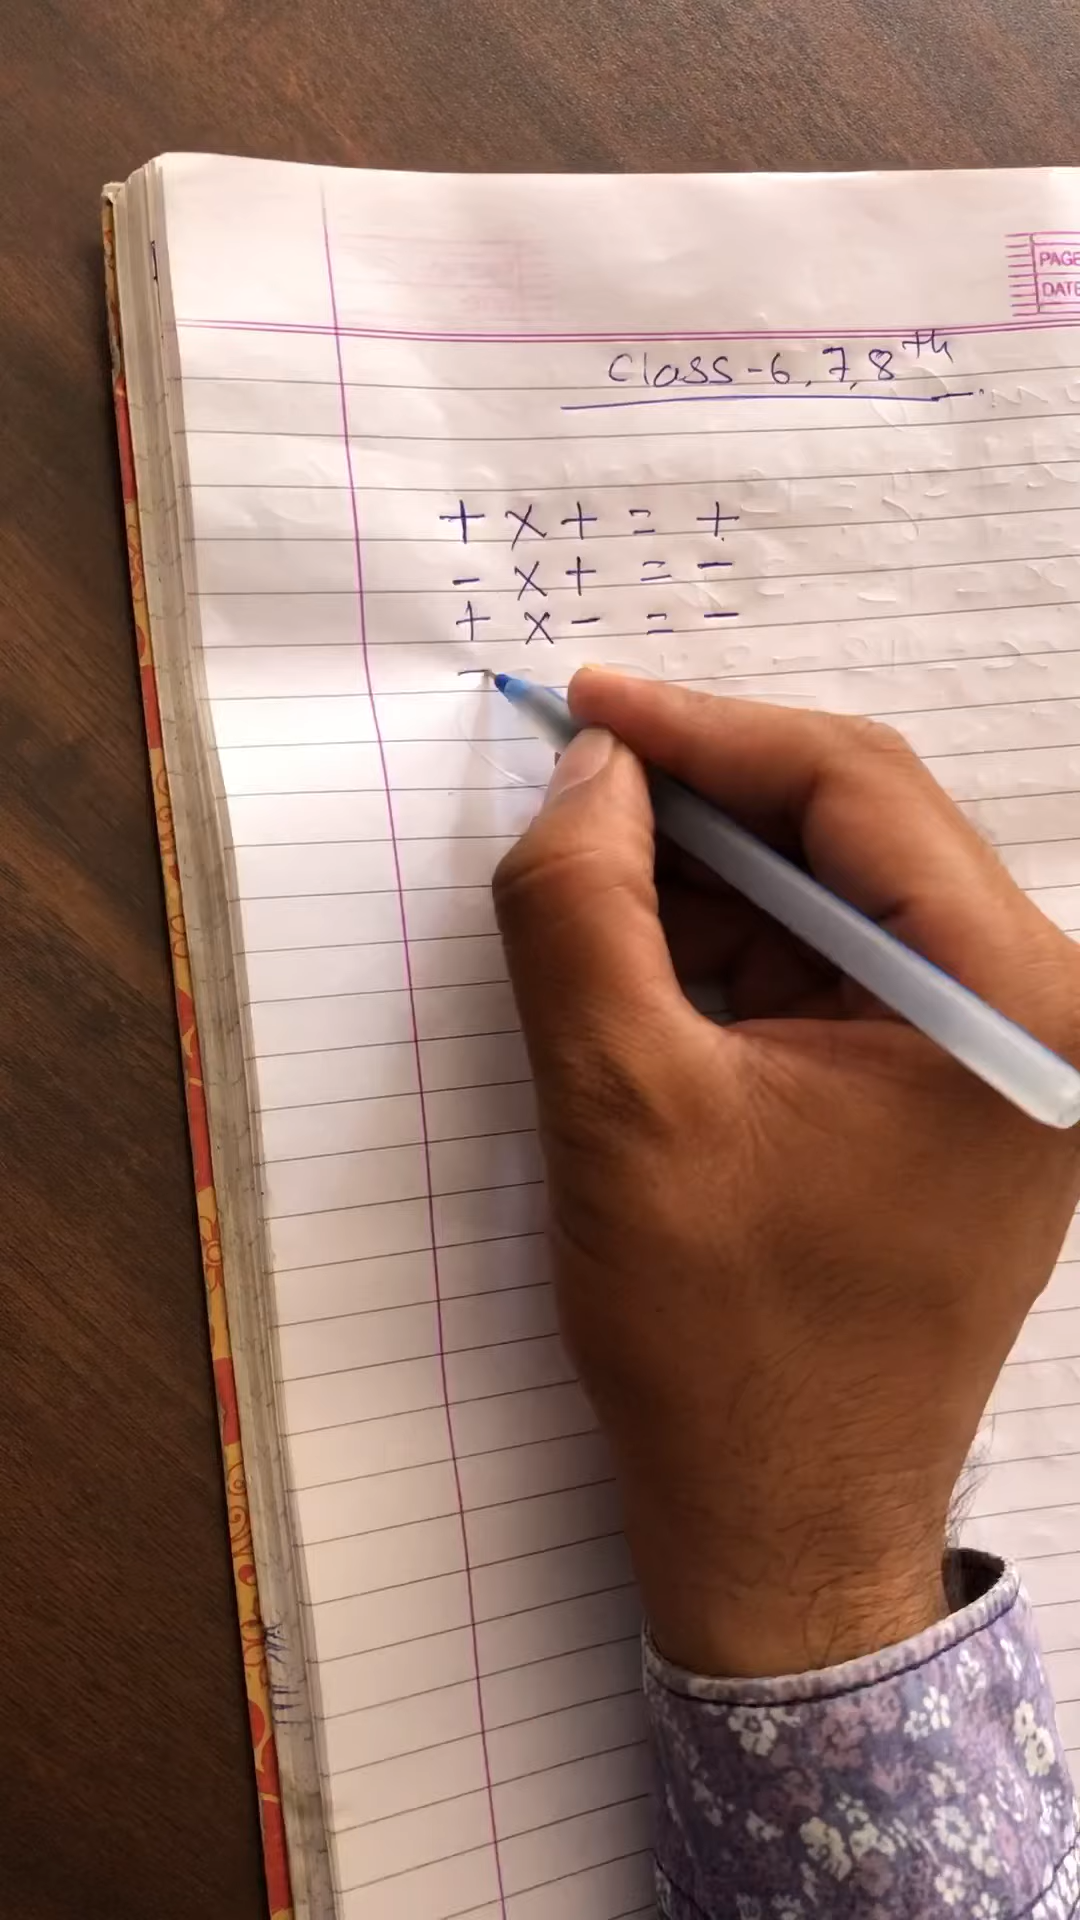 PAGE
DATE
Class-6,7,8th
+ x + = +
- x + = -
+ x - = -
-